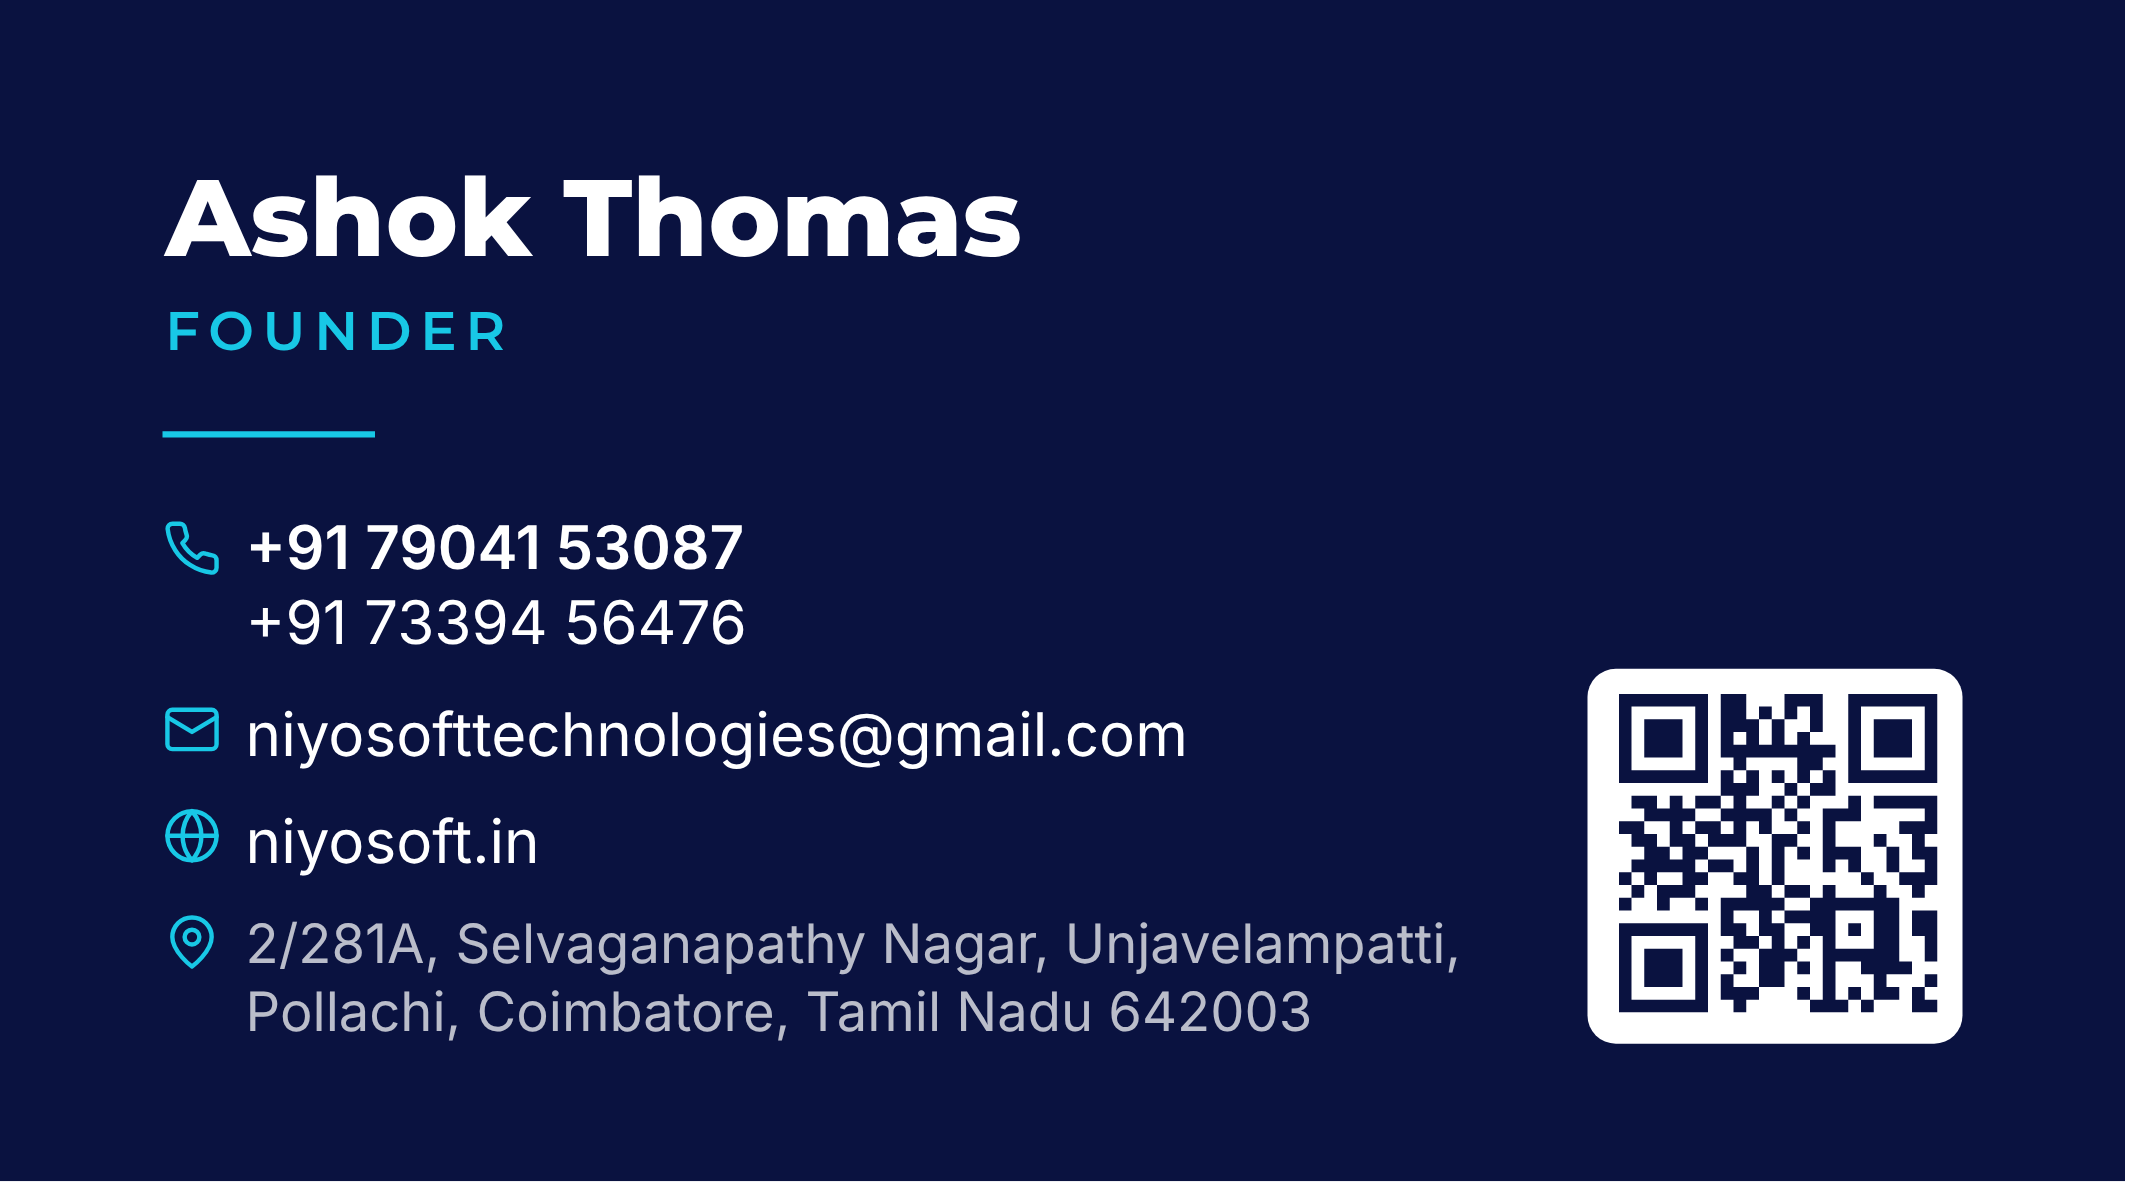 Ashok Thomas
FOUNDER
+91 79041 53087
+91 73394 56476
niyosofttechnologies@gmail.com
niyosoft.in
2/281A, Selvaganapathy Nagar, Unjavelampatti,
Pollachi, Coimbatore, Tamil Nadu 642003